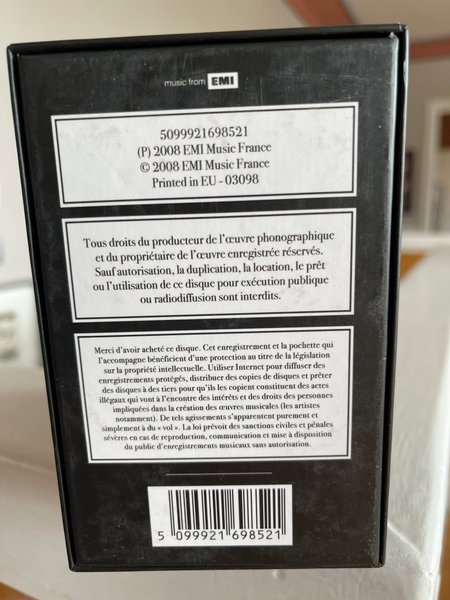 music from EMI
5099921698521
(P) 2008 EMI Music France
© 2008 EMI Music France
Printed in EU - 03098
Tous droits du producteur de l'œuvre phonographique
et du propriétaire de l'œuvre enregistrée réservés.
Sauf autorisation, la duplication, la location, le prêt
ou l'utilisation de ce disque pour exécution publique
ou radiodiffusion sont interdits.
Merci d'avoir acheté ce disque. Cet enregistrement et la pochette qui
l'accompagne bénéficient d'une protection au titre de la législation
sur la propriété intellectuelle. Utiliser Internet pour diffuser des
enregistrements protégés, distribuer des copies de disques et prêter
des disques à des tiers pour qu'ils les copient constituent des actes
illégaux qui vont à l'encontre des intérêts et des droits des personnes
impliquées dans la création des œuvres musicales (les artistes
notamment). De tels agissements s'apparentent purement et
simplement à du « vol ». La loi prévoit des sanctions civiles et pénales
sévères en cas de reproduction, communication et mise à disposition
du public d'enregistrements musicaux sans autorisation.
5 099921 698521